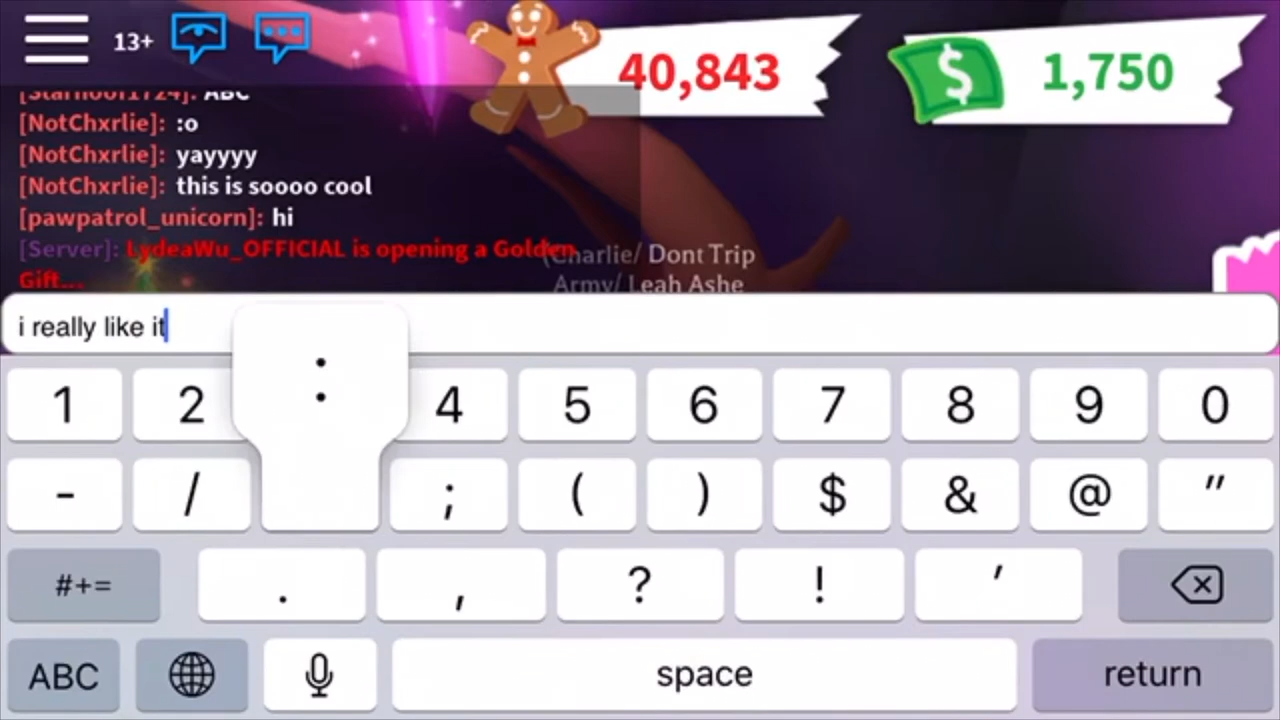 13+
40,843
$ 1,750
[Starhoof1724]: ABC
[NotChxrlie]: :o
[NotChxrlie]: yayyyy
[NotChxrlie]: this is soooo cool
[pawpatrol_unicorn]: hi
[Server]: LydeaWu_OFFICIAL is opening a Golden
Gift...
(Charlie/ Dont Trip
Army/ Leah Ashe
i really like it
:
1 2 4 5 6 7 8 9 0
- / ; ( ) $ & @ "
#+= . , ? ! '
ABC space return